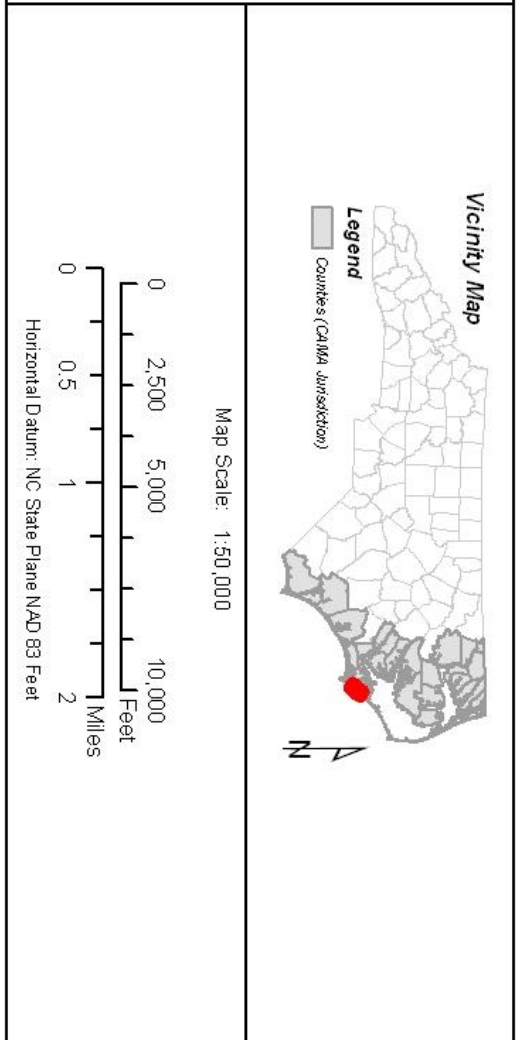 Vicinity Map
Legend
Counties (CAMA Jurisdiction)
N
Map Scale: 1:50,000
0 2,500 5,000 10,000
Feet
0 0.5 1 2
Miles
Horizontal Datum: NC State Plane NAD 83 Feet